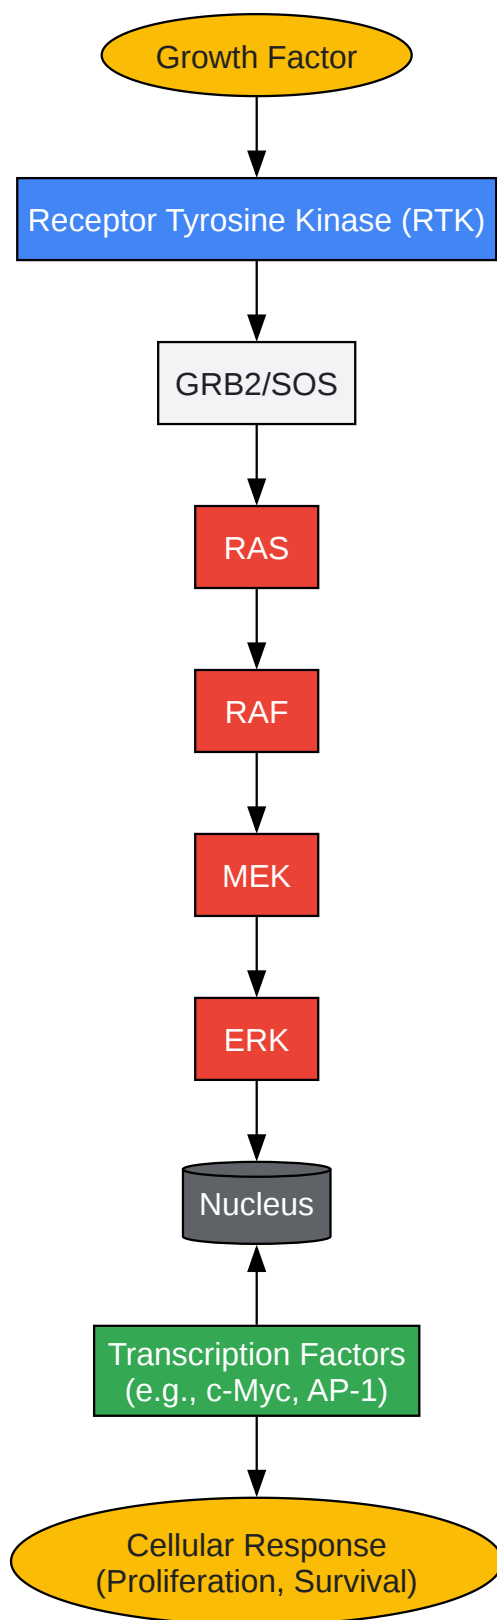 Growth Factor
Receptor Tyrosine Kinase (RTK)
GRB2/SOS
RAS
RAF
MEK
ERK
Nucleus
Transcription Factors
(e.g., c-Myc, AP-1)
Cellular Response
(Proliferation, Survival)